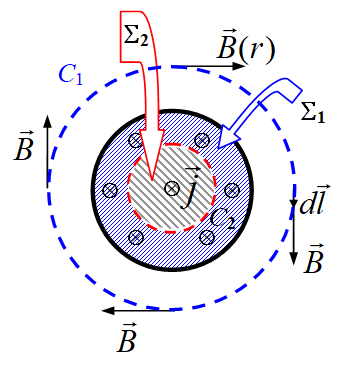 Σ₂
B⃗(r)
C₁
Σ₁
B⃗
j⃗
dl⃗
C₂
B⃗
B⃗